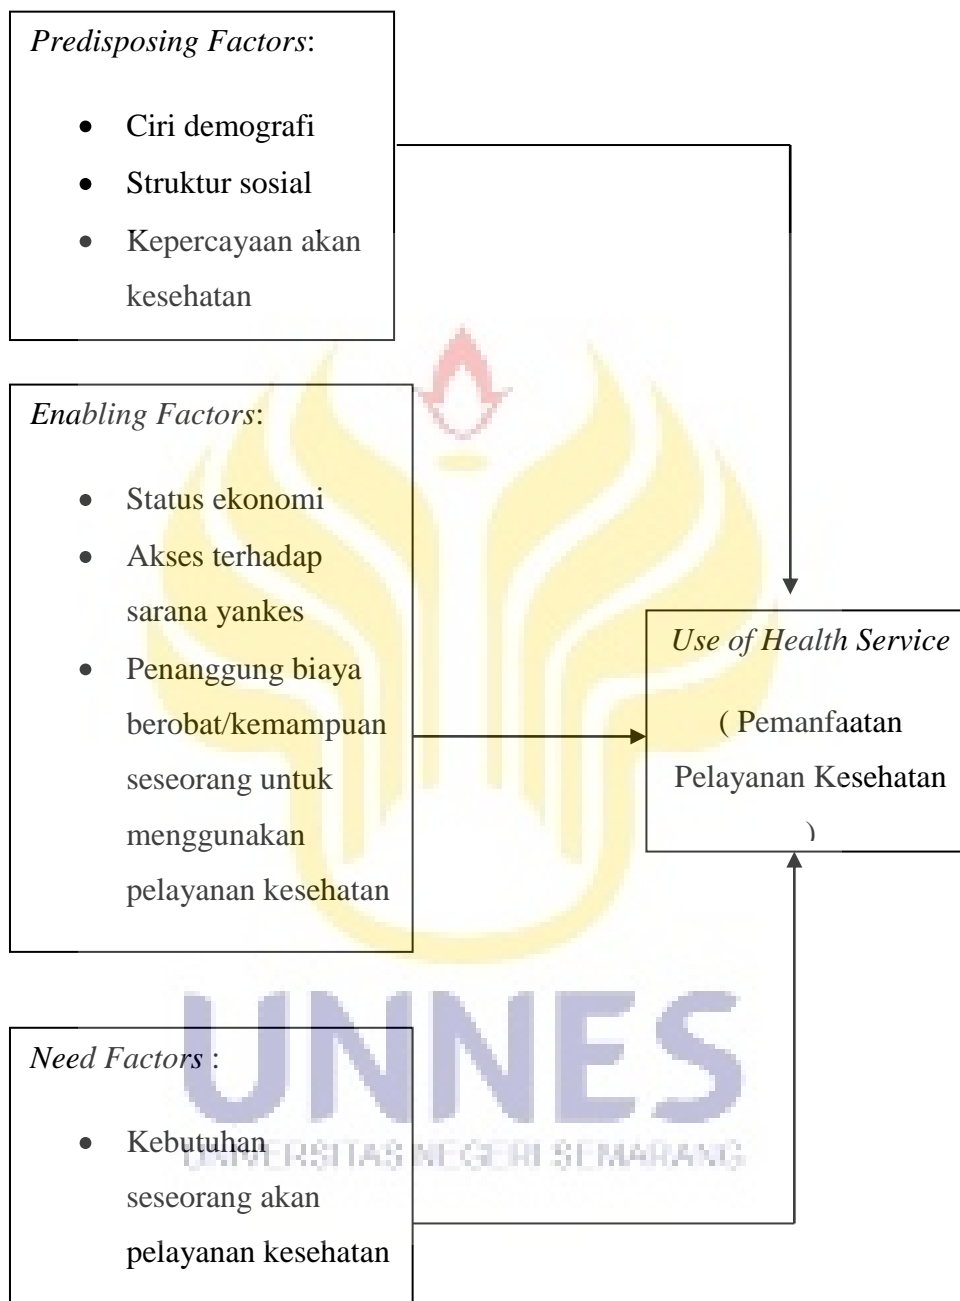 Predisposing Factors:
• Ciri demografi
• Struktur sosial
• Kepercayaan akan
kesehatan
Enabling Factors:
• Status ekonomi
• Akses terhadap
sarana yankes
• Penanggung biaya
berobat/kemampuan
seseorang untuk
menggunakan
pelayanan kesehatan
Use of Health Service
( Pemanfaatan
Pelayanan Kesehatan
)
Need Factors :
• Kebutuhan
seseorang akan
pelayanan kesehatan
UNNES
UNIVERSITAS NEGERI SEMARANG